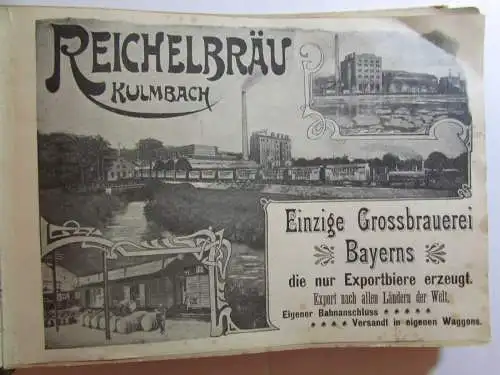 REICHELBRÄU
KULMBACH
Einzige Grossbrauerei
Bayerns
die nur Exportbiere erzeugt.
Export nach allen Ländern der Welt.
Eigener Bahnanschluss
Versandt in eigenen Waggons.